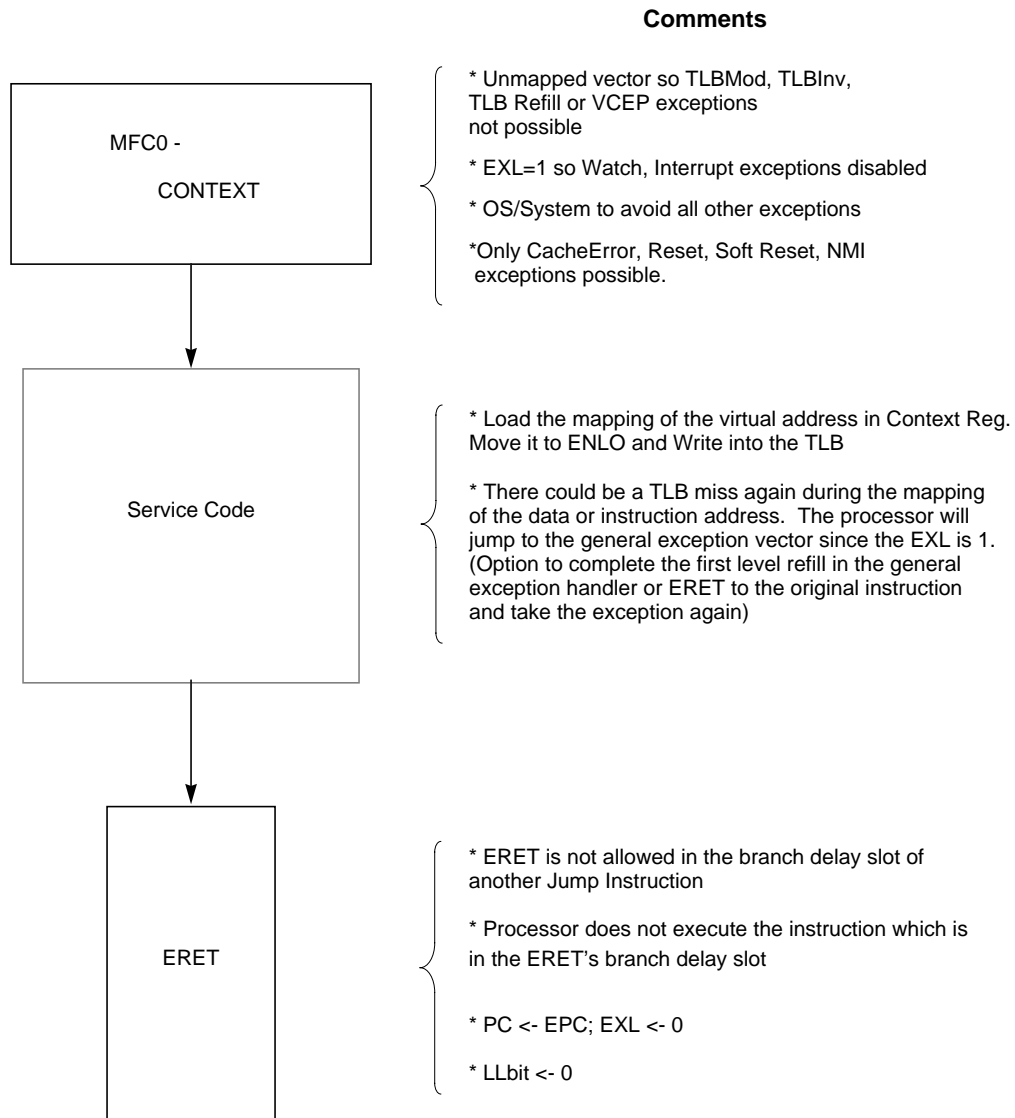 Comments
MFC0 -
CONTEXT
* Unmapped vector so TLBMod, TLBInv,
TLB Refill or VCEP exceptions
not possible
* EXL=1 so Watch, Interrupt exceptions disabled
* OS/System to avoid all other exceptions
*Only CacheError, Reset, Soft Reset, NMI
exceptions possible.
Service Code
* Load the mapping of the virtual address in Context Reg.
Move it to ENLO and Write into the TLB
* There could be a TLB miss again during the mapping
of the data or instruction address.  The processor will
jump to the general exception vector since the EXL is 1.
(Option to complete the first level refill in the general
exception handler or ERET to the original instruction
and take the exception again)
ERET
* ERET is not allowed in the branch delay slot of
another Jump Instruction
* Processor does not execute the instruction which is
in the ERET’s branch delay slot
* PC <- EPC; EXL <- 0
* LLbit <- 0